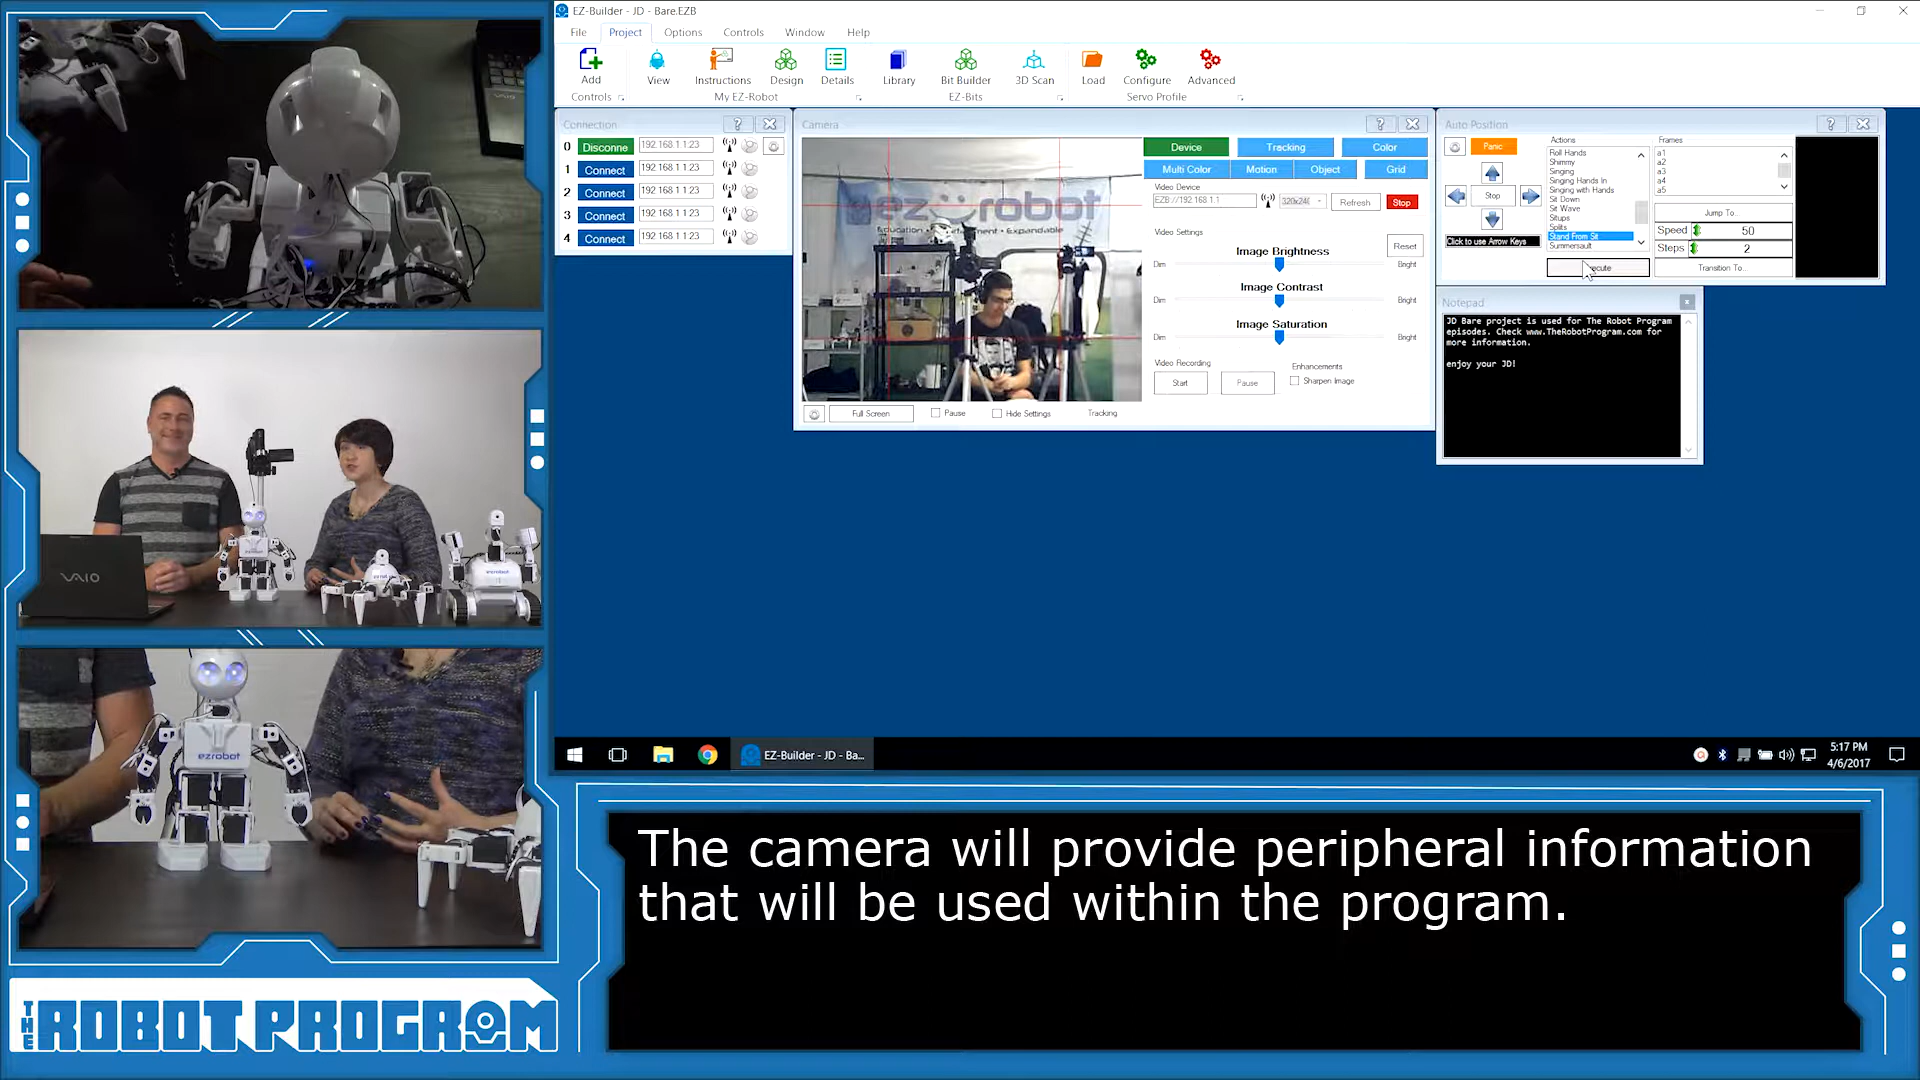 EZ-Builder - JD - Bare.EZB
File Project Options Controls Window Help
Add View Instructions Design Details Library Bit Builder 3D Scan Load Configure Advanced
Controls My EZ-Robot EZ-Bits Servo Profile
Connection
0 Disconne 192.168.1.1:23
1 Connect 192.168.1.1:23
2 Connect 192.168.1.1:23
3 Connect 192.168.1.1:23
4 Connect 192.168.1.1:23
Camera
ezrobot
Device Tracking Color
Multi Color Motion Object Grid
Video Device
EZB://192.168.1.1 320x240 Refresh Stop
Video Settings
Reset
Image Brightness
Dim Bright
Image Contrast
Dim Bright
Image Saturation
Dim Bright
Video Recording
Start Pause
Enhancements
Sharpen Image
Full Screen Pause Hide Settings Tracking
Auto Position
Panic
Stop
Click to use Arrow Keys
Actions
Roll Hands
Shimmy
Singing
Singing Hands In
Singing with Hands
Sit Down
Sit Wave
Situps
Splits
Stand From Sit
Summersault
Frames
a1
a2
a3
a4
a5
Jump To...
Speed 50
Steps 2
Transition To...
Notepad
JD Bare project is used for The Robot Program
episodes. Check www.TheRobotProgram.com for
more information.
enjoy your JD!
VAIO
VAIO
ezrobot
EZ-Builder - JD - Ba...
5:17 PM
4/6/2017
The camera will provide peripheral information
that will be used within the program.
THE ROBOT PROGRAM